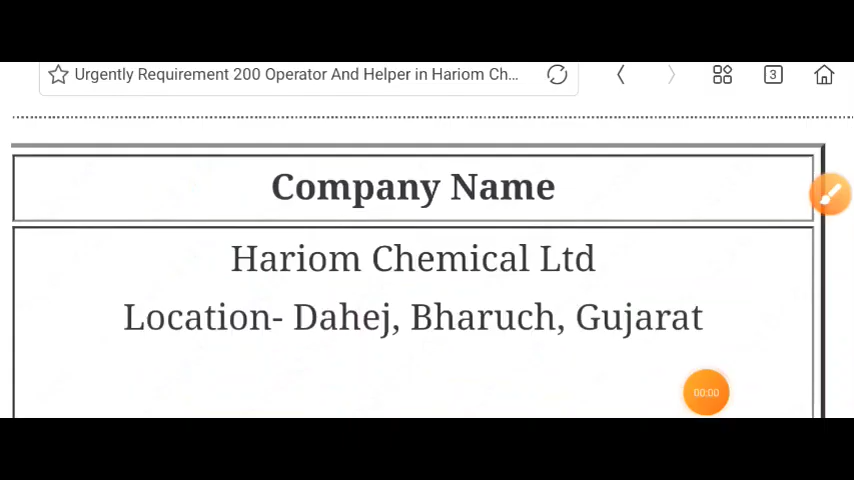 Urgently Requirement 200 Operator And Helper in Hariom Ch...
3
Company Name
Hariom Chemical Ltd
Location- Dahej, Bharuch, Gujarat
00:00